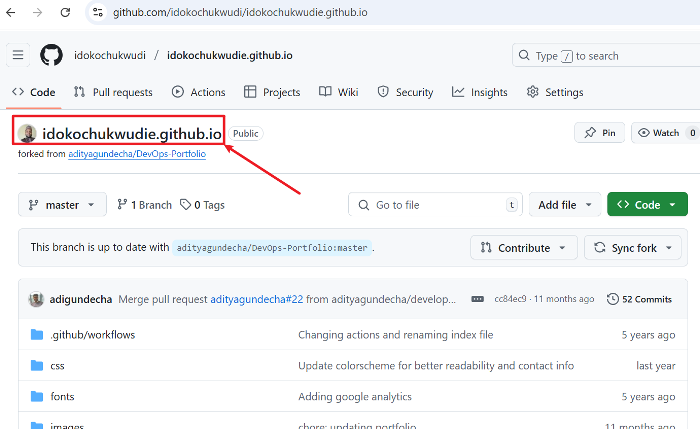 github.com/idokochukwudi/idokochukwudie.github.io
idokochukwudi / idokochukwudie.github.io
Type / to search
Code Pull requests Actions Projects Wiki Security Insights Settings
idokochukwudie.github.io Public
Pin Watch 0
forked from adityagundecha/DevOps-Portfolio
master 1 Branch 0 Tags Go to file t Add file Code
This branch is up to date with adityagundecha/DevOps-Portfolio:master . Contribute Sync fork
adigundecha Merge pull request adityagundecha#22 from adityagundecha/develop... cc84ec9 · 11 months ago 52 Commits
.github/workflows Changing actions and renaming index file 5 years ago
css Update colorscheme for better readability and contact info last year
fonts Adding google analytics 5 years ago
images chore: updating portfolio 11 months ago